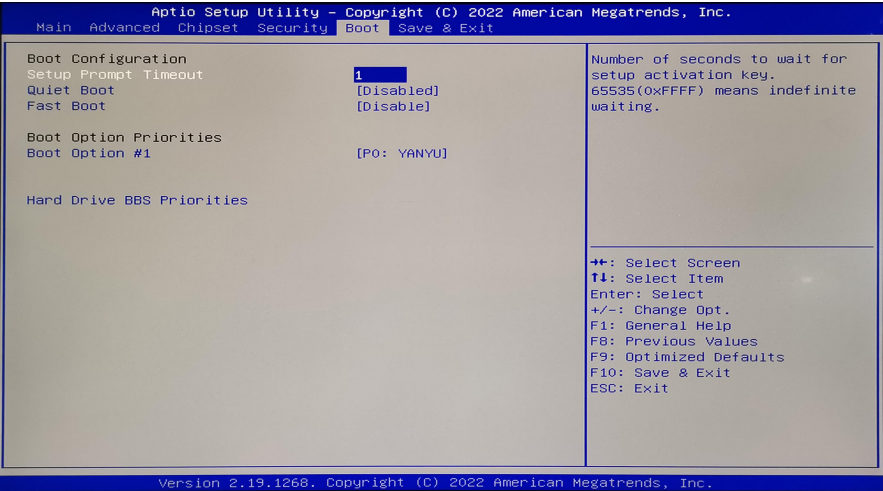 Aptio Setup Utility – Copyright (C) 2022 American Megatrends, Inc.
Main Advanced Chipset Security Boot Save & Exit
Boot Configuration
Setup Prompt Timeout 1
Quiet Boot [Disabled]
Fast Boot [Disable]
Boot Option Priorities
Boot Option #1 [P0: YANYU]
Hard Drive BBS Priorities
Number of seconds to wait for
setup activation key.
65535(0xFFFF) means indefinite
waiting.
→←: Select Screen
↑↓: Select Item
Enter: Select
+/-: Change Opt.
F1: General Help
F8: Previous Values
F9: Optimized Defaults
F10: Save & Exit
ESC: Exit
Version 2.19.1268. Copyright (C) 2022 American Megatrends, Inc.